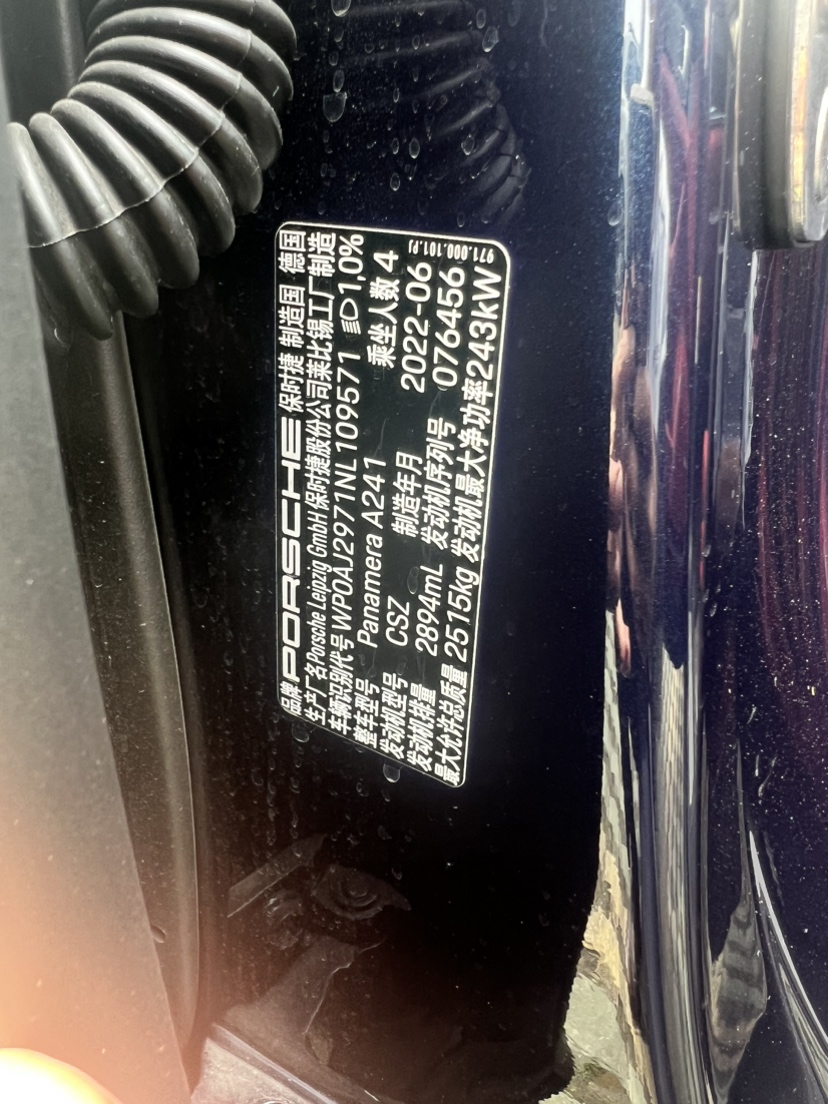 品牌 PORSCHE 保时捷 制造国 德国
生产厂名 Porsche Leipzig GmbH 保时捷股份公司莱比锡工厂制造
车辆识别代号 WP0AJ2971NL109571 1,0%
整车型号 Panamera A241 乘坐人数 4
发动机型号 CSZ 制造年月 2022-06
发动机排量 2894mL 发动机序列号 076456
最大允许总质量 2515kg 发动机最大净功率 243kW
971.000.101.PJ